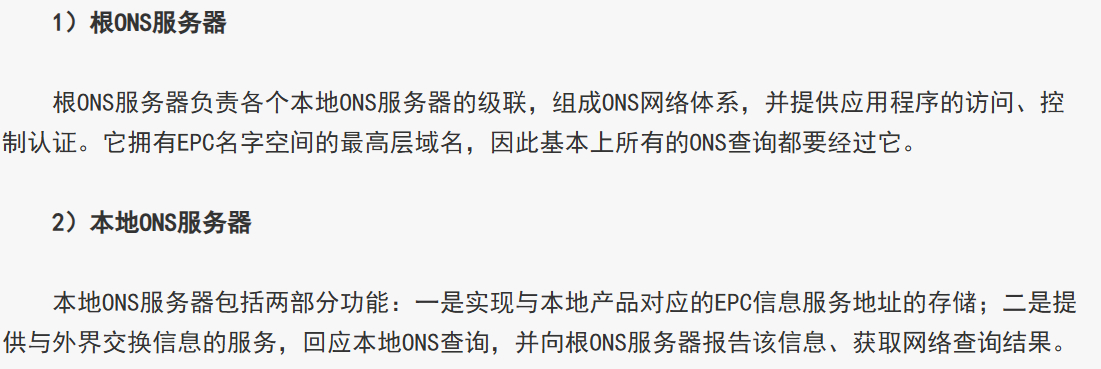 1）根ONS服务器
根ONS服务器负责各个本地ONS服务器的级联，组成ONS网络体系，并提供应用程序的访问、控
制认证。它拥有EPC名字空间的最高层域名，因此基本上所有的ONS查询都要经过它。
2）本地ONS服务器
本地ONS服务器包括两部分功能：一是实现与本地产品对应的EPC信息服务地址的存储；二是提
供与外界交换信息的服务，回应本地ONS查询，并向根ONS服务器报告该信息、获取网络查询结果。